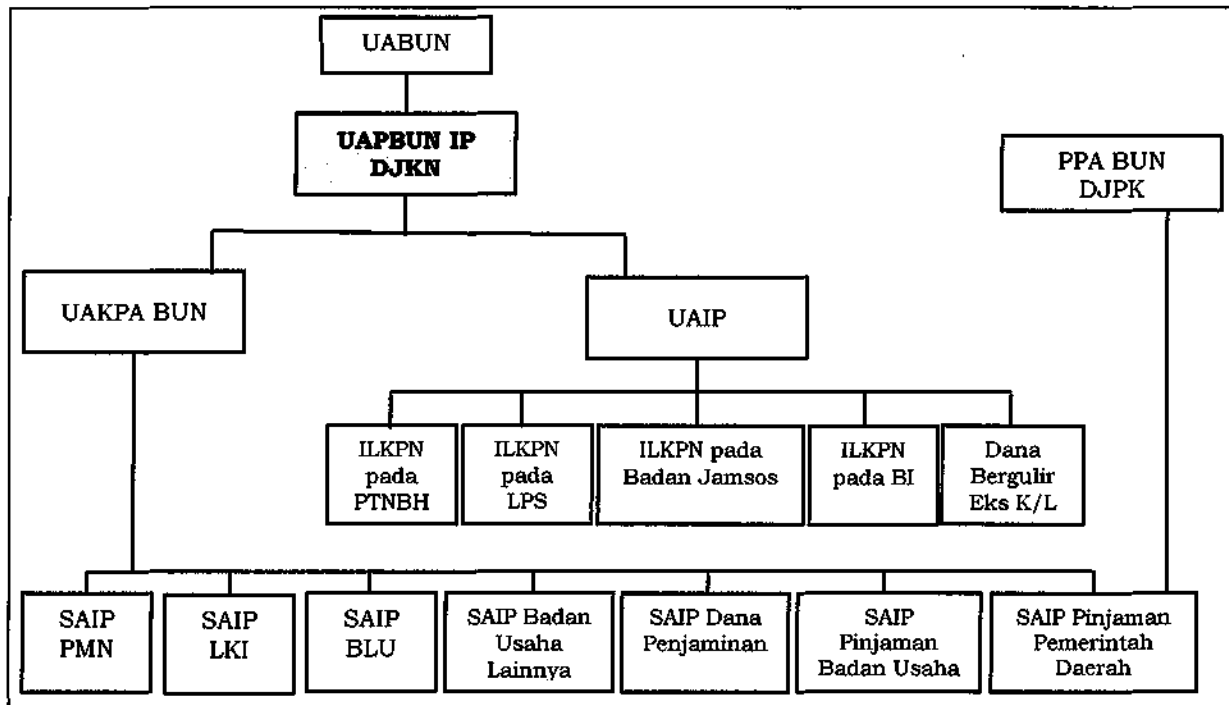 UABUN
UAPBUN IP
DJKN
PPA BUN
DJPK
UAKPA BUN
UAIP
ILKPN
pada
PTNBH
ILKPN
pada
LPS
ILKPN pada
Badan Jamsos
ILKPN
pada BI
Dana
Bergulir
Eks K/L
SAIP
PMN
SAIP
LKI
SAIP
BLU
SAIP Badan
Usaha
Lainnya
SAIP Dana
Penjaminan
SAIP
Pinjaman
Badan Usaha
SAIP Pinjaman
Pemerintah
Daerah